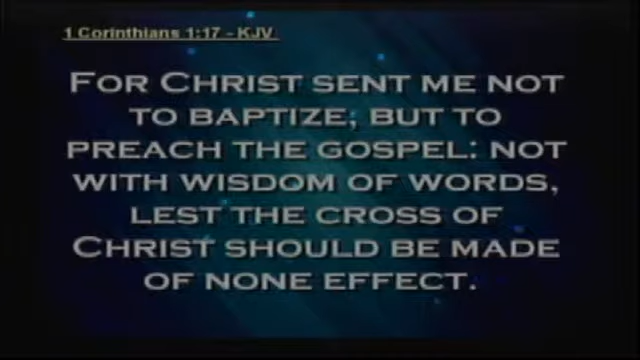 1 Corinthians 1:17 - KJV
FOR CHRIST SENT ME NOT
TO BAPTIZE, BUT TO
PREACH THE GOSPEL: NOT
WITH WISDOM OF WORDS,
LEST THE CROSS OF
CHRIST SHOULD BE MADE
OF NONE EFFECT.